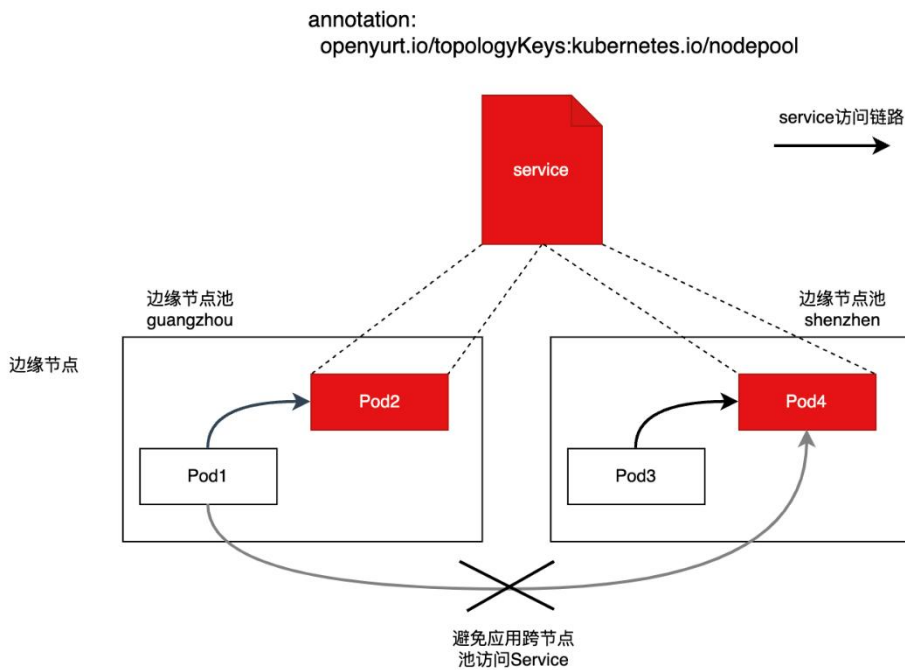 annotation:
openyurt.io/topologyKeys:kubernetes.io/nodepool
service访问链路
service
边缘节点池
guangzhou
边缘节点池
shenzhen
边缘节点
Pod2
Pod4
Pod1
Pod3
避免应用跨节点
池访问Service